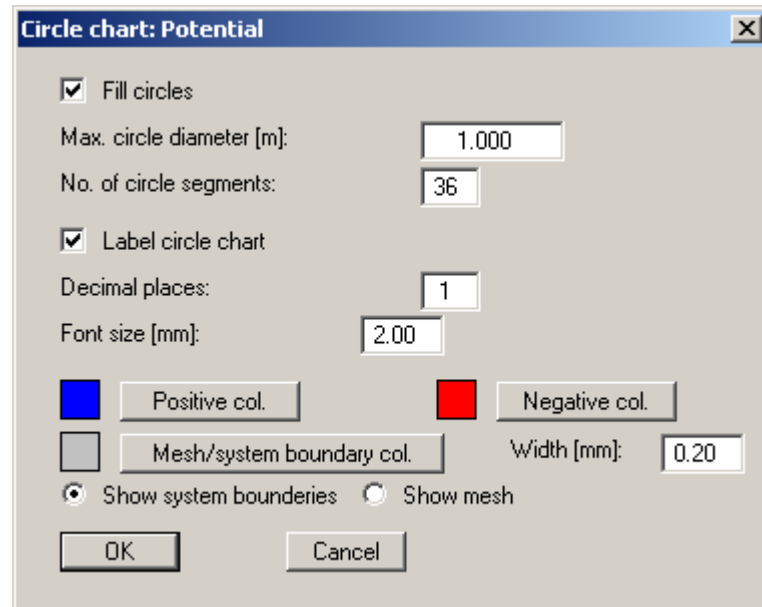 Circle chart: Potential
Fill circles
Max. circle diameter [m]: 1.000
No. of circle segments: 36
Label circle chart
Decimal places: 1
Font size [mm]: 2.00
Positive col. Negative col.
Mesh/system boundary col. Width [mm]: 0.20
Show system bounderies Show mesh
OK Cancel